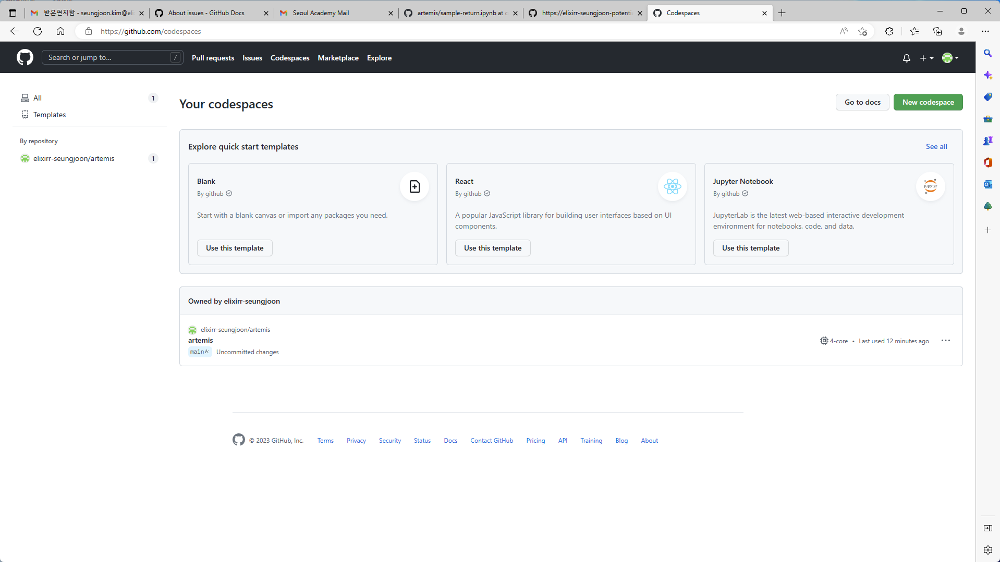 받은편지함 - seungjoon.kim@eli
About issues - GitHub Docs
Seoul Academy Mail
artemis/sample-return.ipynb at c
https://elixirr-seungjoon-potenti
Codespaces
https://github.com/codespaces
Search or jump to... /
Pull requests Issues Codespaces Marketplace Explore
All 1
Templates
By repository
elixirr-seungjoon/artemis 1
Your codespaces
Go to docs
New codespace
Explore quick start templates
See all
Blank
By github
Start with a blank canvas or import any packages you need.
Use this template
React
By github
A popular JavaScript library for building user interfaces based on UI
components.
Use this template
Jupyter Notebook
By github
jupyter
JupyterLab is the latest web-based interactive development
environment for notebooks, code, and data.
Use this template
Owned by elixirr-seungjoon
elixirr-seungjoon/artemis
artemis
main* Uncommitted changes
4-core • Last used 12 minutes ago
© 2023 GitHub, Inc. Terms Privacy Security Status Docs Contact GitHub Pricing API Training Blog About